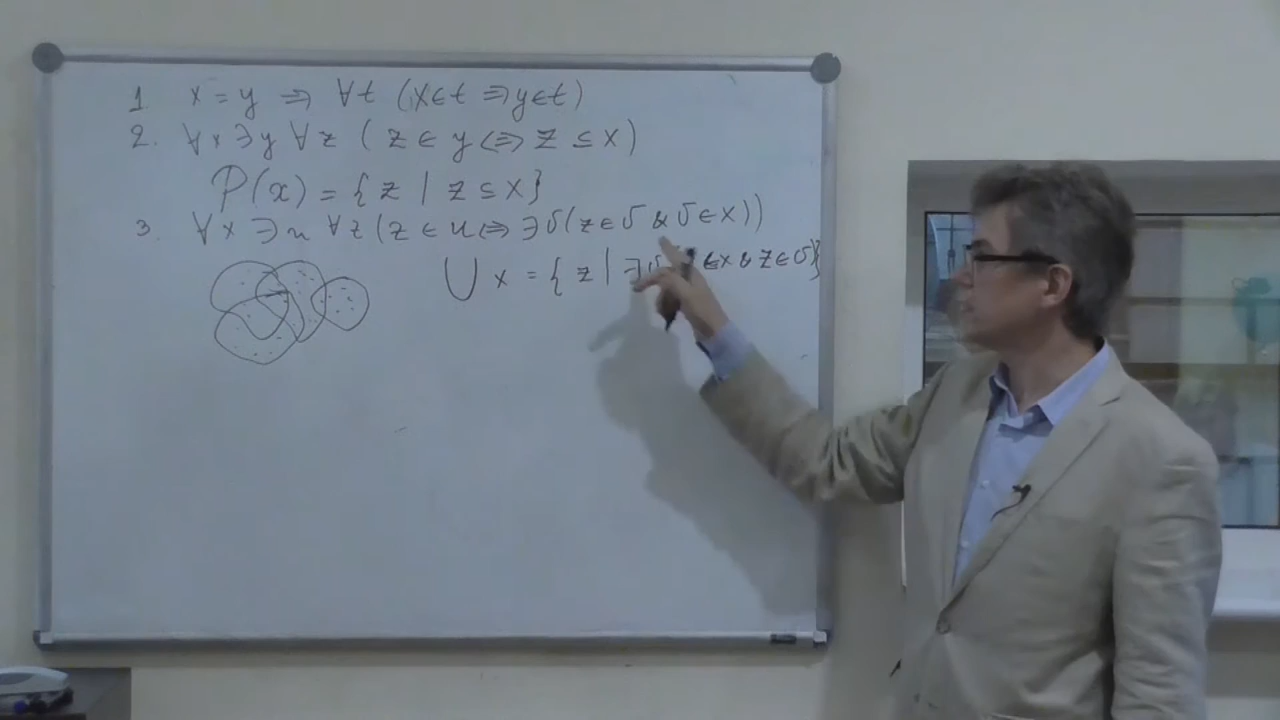 1 x = y ⇒ ∀t (x∈t ⇒ y∈t)
2. ∀x ∃y ∀z (z ∈ y ⇔ z ⊆ x)
P(x) = {z | z ⊆ x}
3. ∀x ∃u ∀z (z ∈ u ⇔ ∃v (z ∈ v & v ∈ x))
⋃ x = {z | ∃v ∈ x & z ∈ v)}